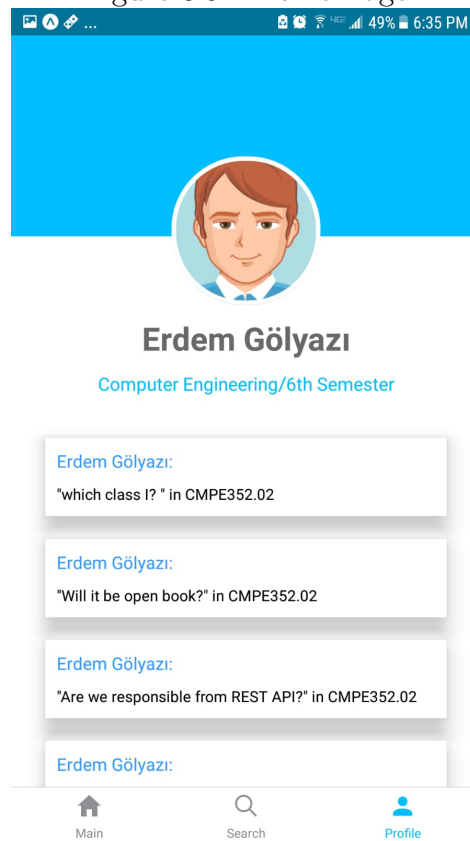 49% 6:35 PM
Erdem Gölyazı
Computer Engineering/6th Semester
Erdem Gölyazı:
"which class I? " in CMPE352.02
Erdem Gölyazı:
"Will it be open book?" in CMPE352.02
Erdem Gölyazı:
"Are we responsible from REST API?" in CMPE352.02
Erdem Gölyazı:
Main Search Profile